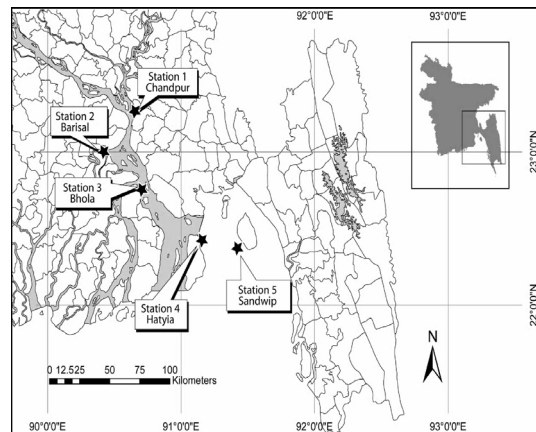 92°0'0"E
93°0'0"E
Station 1
Chandpur
Station 2
Barisal
23°0'0"N
Station 3
Bhola
Station 4
Hatyia
Station 5
Sandwip
22°0'0"N
N
0 12.525 50 75 100
Kilometers
90°0'0"E
91°0'0"E
92°0'0"E
93°0'0"E